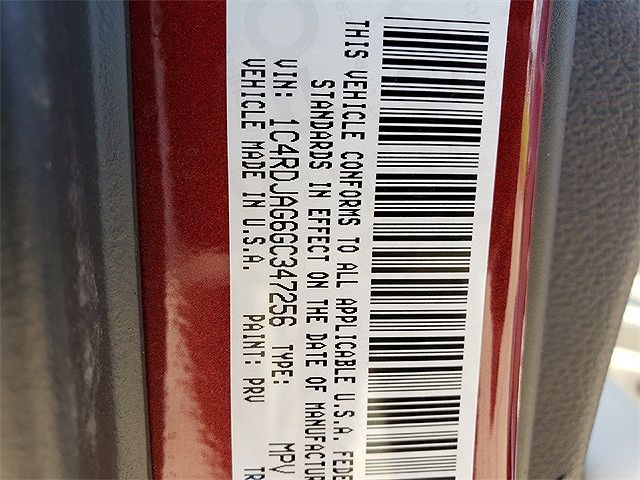 THIS VEHICLE CONFORMS TO ALL APPLICABLE U.S.A. FEDE
STANDARDS IN EFFECT ON THE DATE OF MANUFACTUR
VIN: 1C4RDJAG6GC347256 TYPE: MPV
VEHICLE MADE IN U.S.A. PAINT: PRV TR